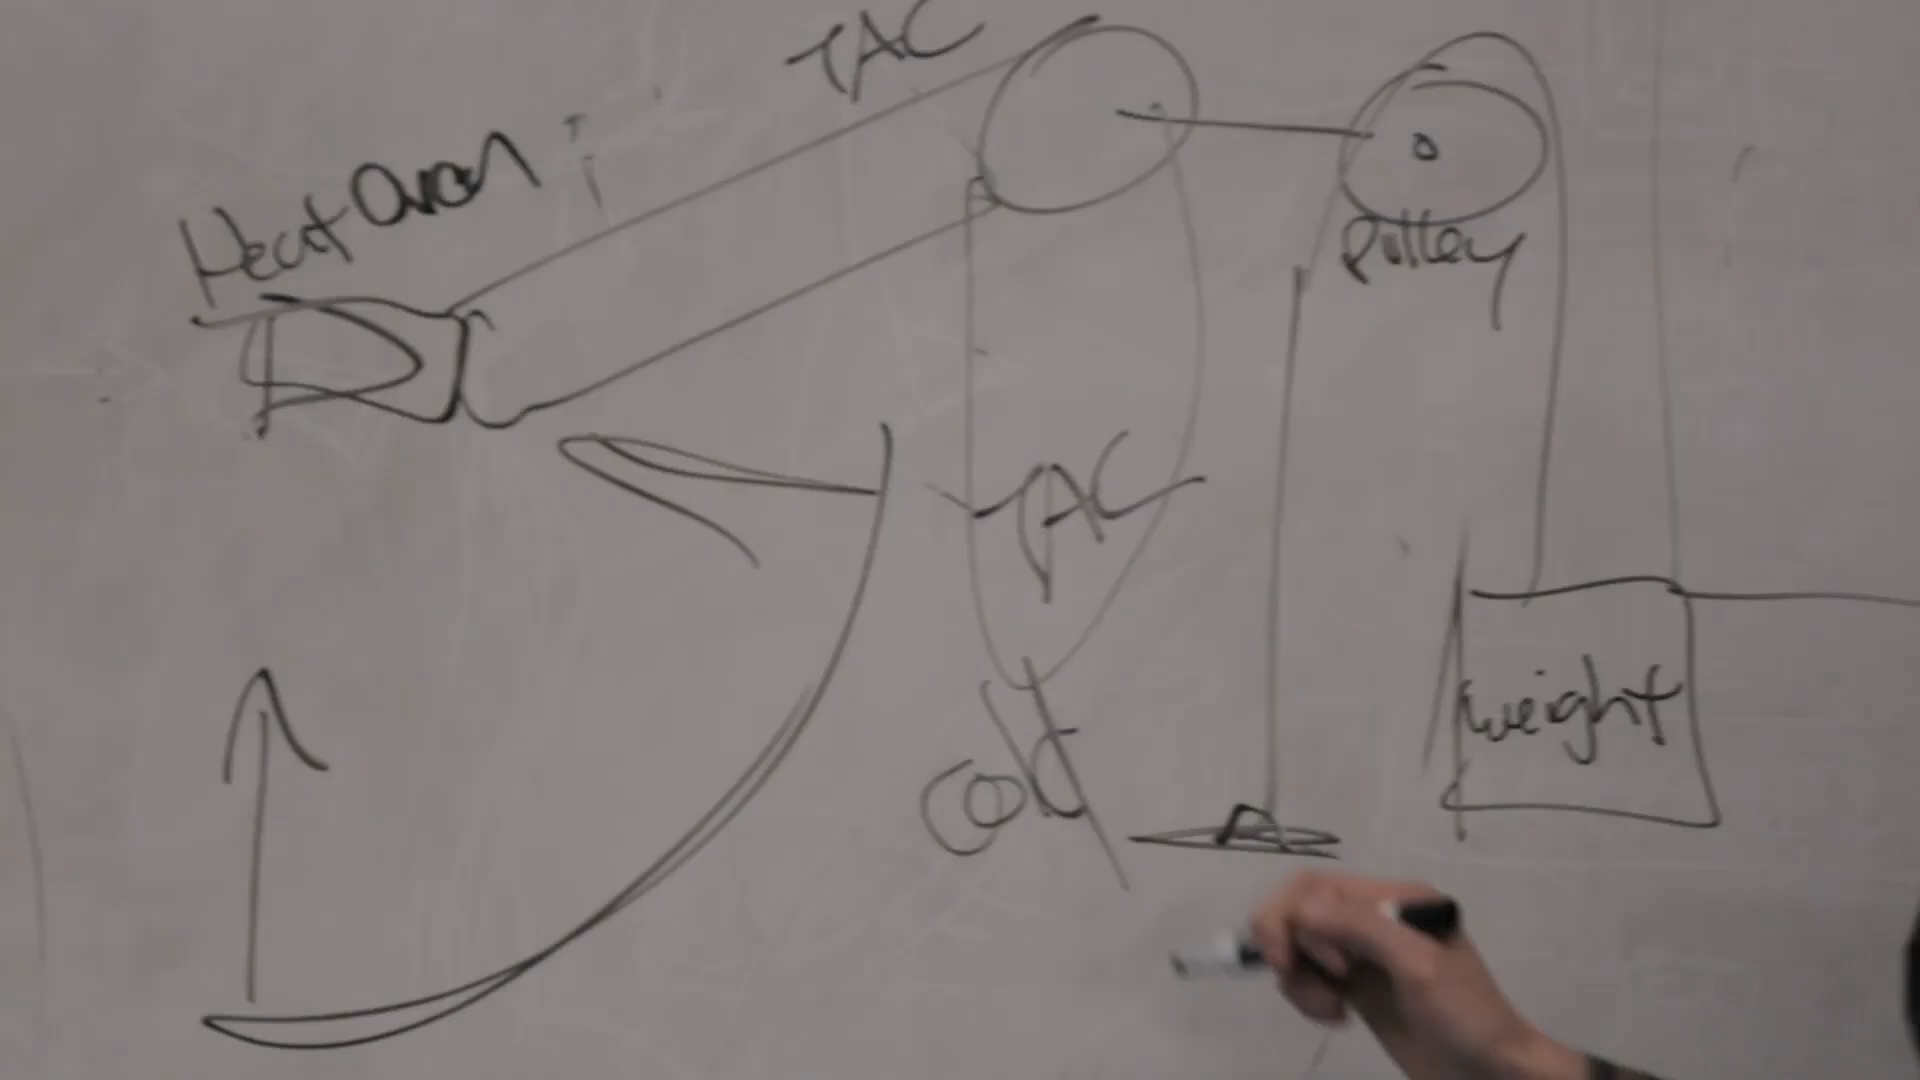 TAC
Heat Oven
Pulley
TAC
weight
Cold